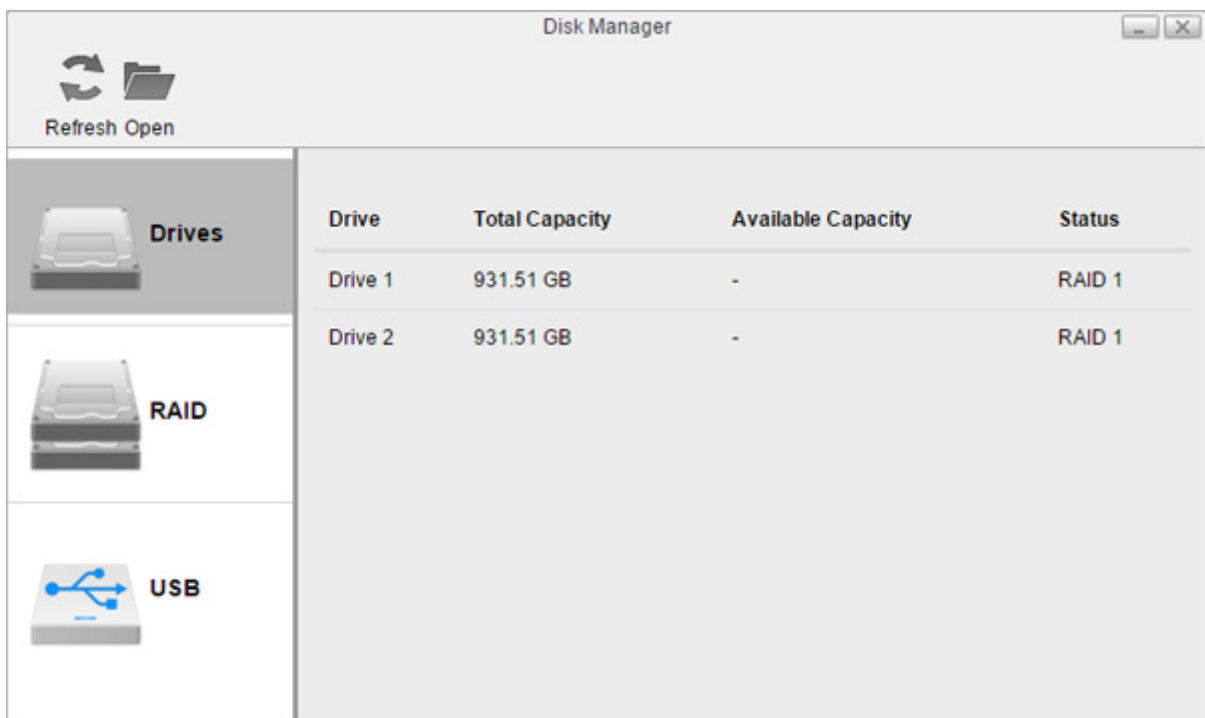 Disk Manager
Refresh Open
Drives
RAID
USB
Drive Total Capacity Available Capacity Status
Drive 1 931.51 GB - RAID 1
Drive 2 931.51 GB - RAID 1